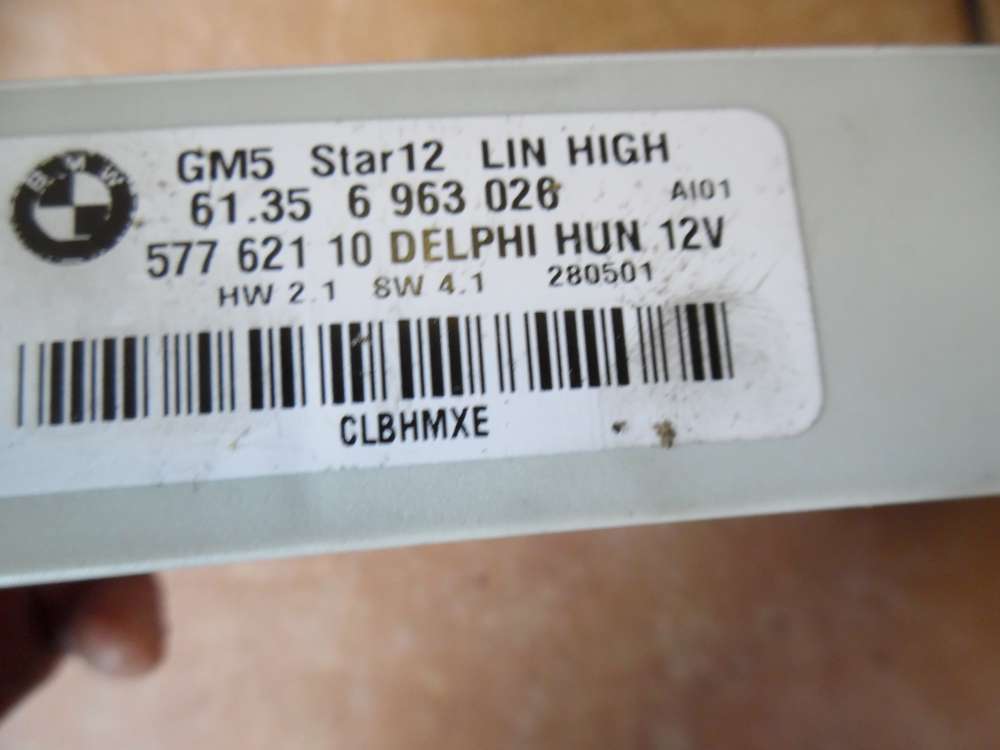 BMW
GM5 Star12 LIN HIGH
61.35 6 963 026 AI01
577 621 10 DELPHI HUN 12V
HW 2.1 SW 4.1 280501
CLBHMXE